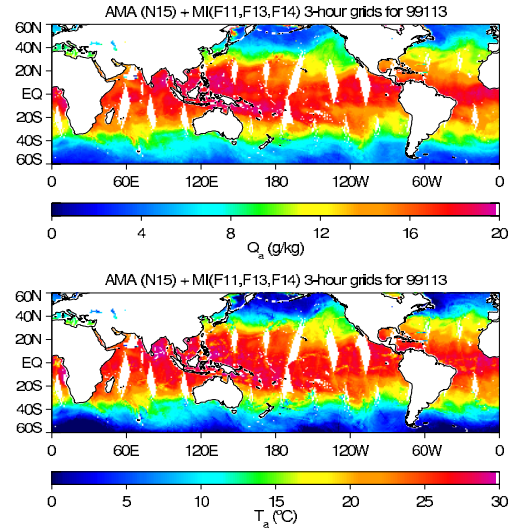 AMA (N15) + MI(F11,F13,F14) 3-hour grids for 99113
60N
40N
20N
EQ
20S
40S
60S
0 60E 120E 180 120W 60W 0
0 4 8 12 16 20
Qa (g/kg)
AMA (N15) + MI(F11,F13,F14) 3-hour grids for 99113
60N
40N
20N
EQ
20S
40S
60S
0 60E 120E 180 120W 60W 0
0 5 10 15 20 25 30
Ta (ºC)